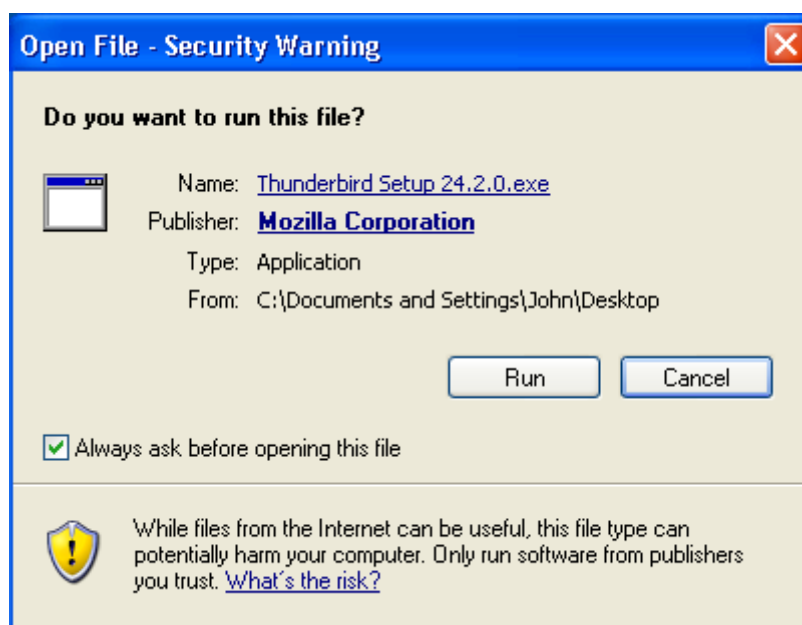 Open File - Security Warning
Do you want to run this file?
Name: Thunderbird Setup 24.2.0.exe
Publisher: Mozilla Corporation
Type: Application
From: C:\Documents and Settings\John\Desktop
Run Cancel
Always ask before opening this file
While files from the Internet can be useful, this file type can
potentially harm your computer. Only run software from publishers
you trust. What's the risk?